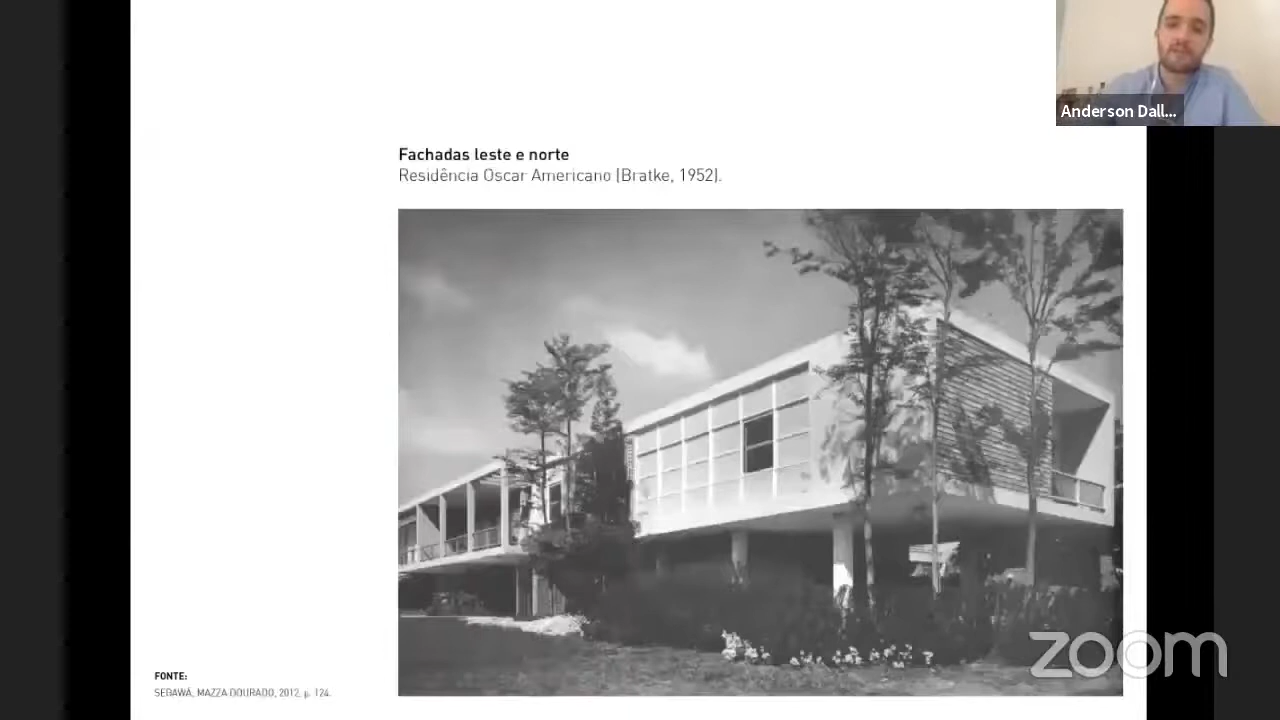 Anderson Dall...
Fachadas leste e norte
Residência Oscar Americano (Bratke, 1952).
FONTE:
SEGAWA, MAZZA DOURADO, 2012, p. 124.
zoom